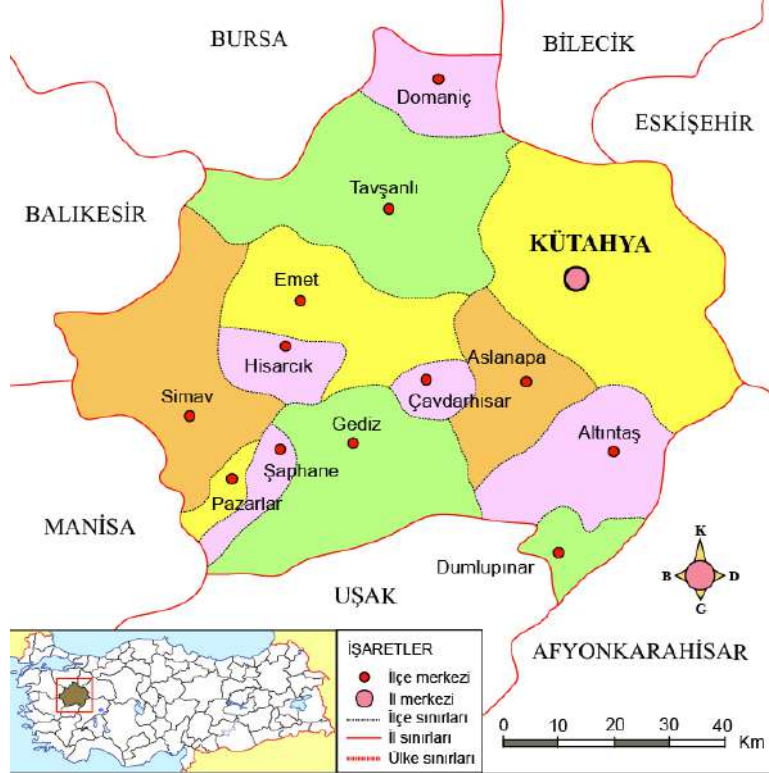 BURSA
BİLECİK
Domaniç
ESKİŞEHİR
Tavşanlı
BALIKESİR
KÜTAHYA
Emet
Hisarcık
Aslanapa
Simav
Çavdarhısar
Gediz
Altıntaş
Şaphane
Pazarlar
MANİSA
Dumlupınar
K
B
D
G
UŞAK
AFYONKARAHİSAR
İŞARETLER
İlçe merkezi
İl merkezi
İlçe sınırları
İl sınırları
Ülke sınırları
0 10 20 30 40 Km